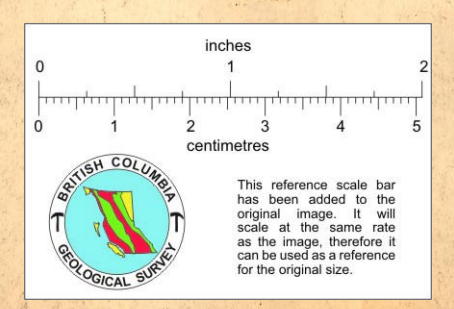 inches
0 1 2
0 1 2 3 4 5
centimetres
BRITISH COLUMBIA
GEOLOGICAL SURVEY
This reference scale bar
has been added to the
original image. It will
scale at the same rate
as the image, therefore it
can be used as a reference
for the original size.